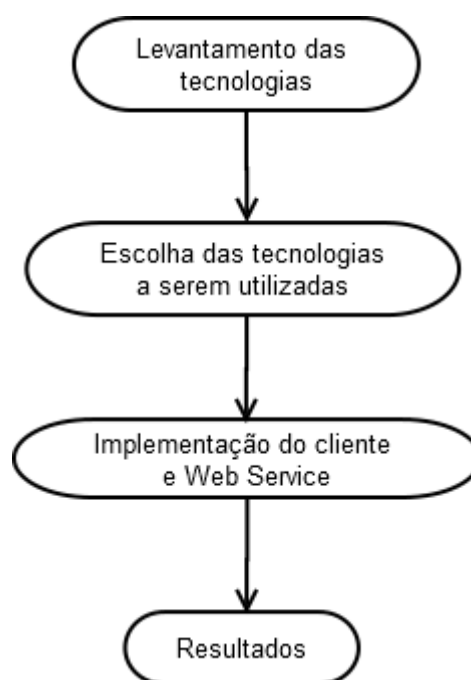 Levantamento das
tecnologias
Escolha das tecnologias
a serem utilizadas
Implementação do cliente
e Web Service
Resultados